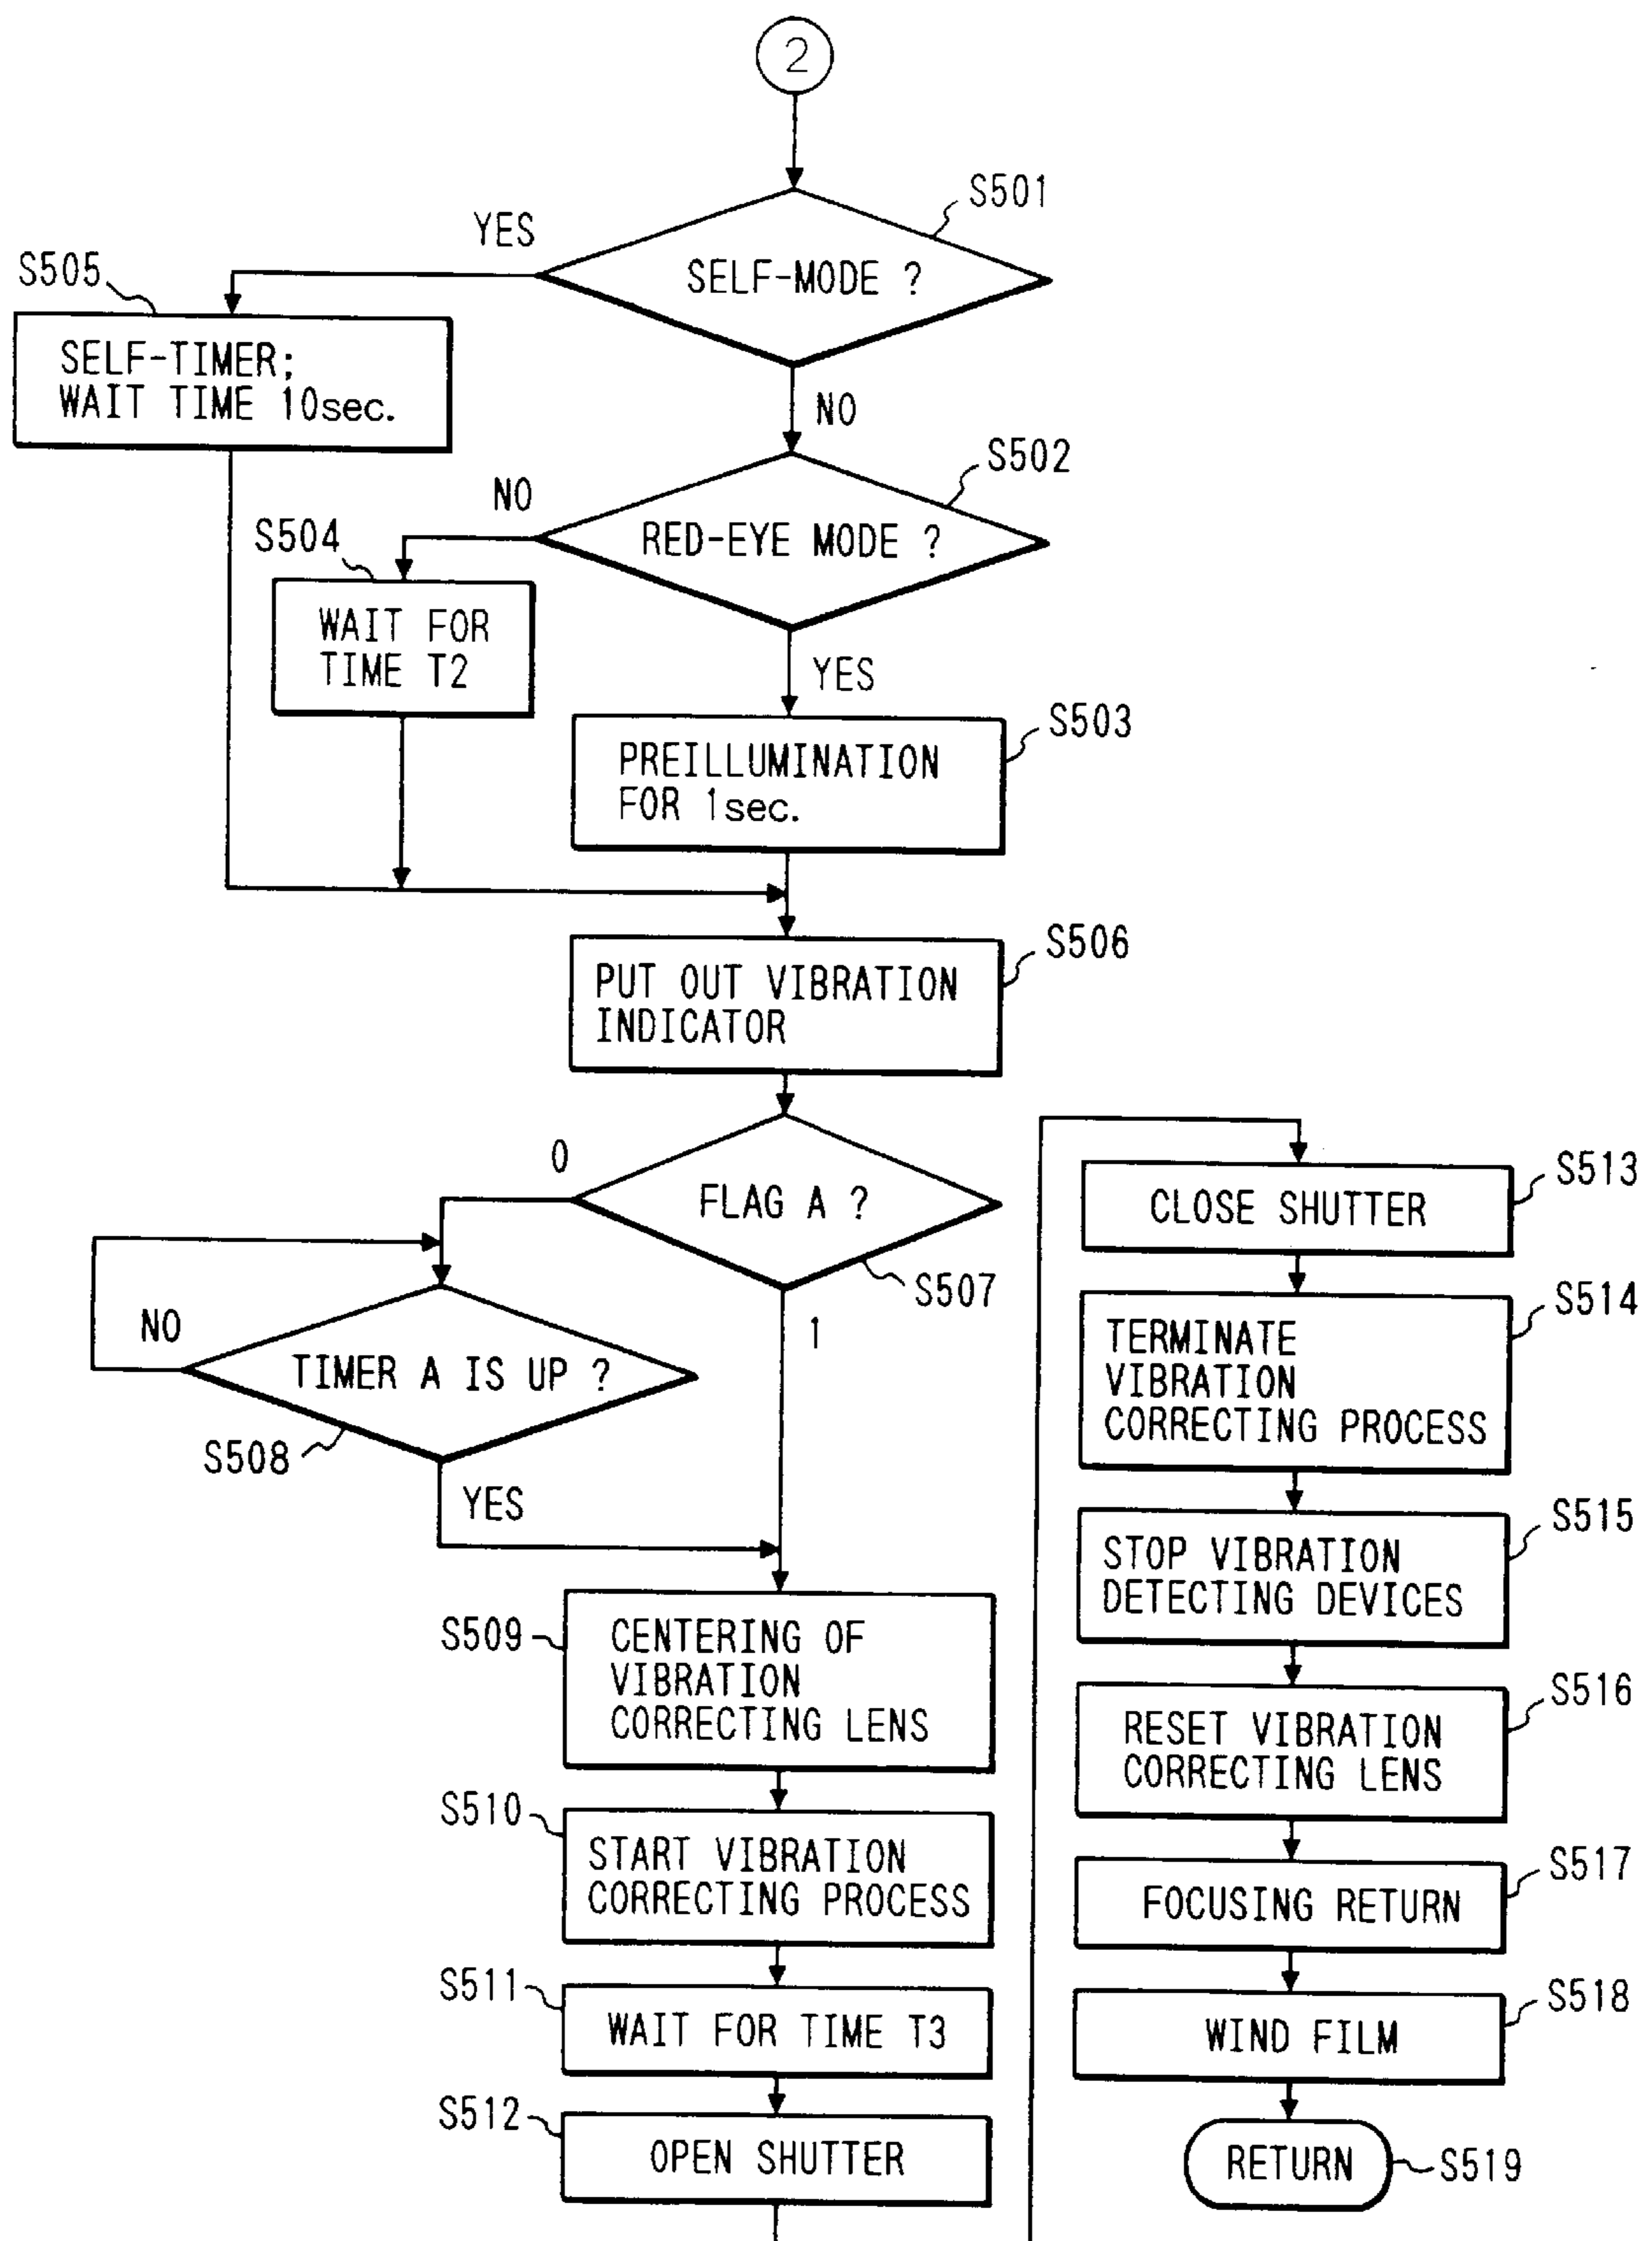 2
S501
YES
SELF-MODE ?
S505
SELF-TIMER;
WAIT TIME 10sec.
NO
S502
NO
RED-EYE MODE ?
S504
WAIT FOR
TIME T2
YES
S503
PREILLUMINATION
FOR 1sec.
S506
PUT OUT VIBRATION
INDICATOR
0
FLAG A ?
S507
1
NO
TIMER A IS UP ?
S508
YES
S509
CENTERING OF
VIBRATION
CORRECTING LENS
S510
START VIBRATION
CORRECTING PROCESS
S511
WAIT FOR TIME T3
S512
OPEN SHUTTER
S513
CLOSE SHUTTER
S514
TERMINATE
VIBRATION
CORRECTING PROCESS
S515
STOP VIBRATION
DETECTING DEVICES
S516
RESET VIBRATION
CORRECTING LENS
S517
FOCUSING RETURN
S518
WIND FILM
RETURN
S519